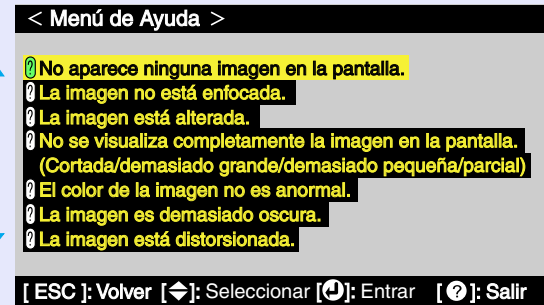 < Menú de Ayuda >
No aparece ninguna imagen en la pantalla.
La imagen no está enfocada.
La imagen está alterada.
No se visualiza completamente la imagen en la pantalla.
(Cortada/demasiado grande/demasiado pequeña/parcial)
El color de la imagen no es anormal.
La imagen es demasiado oscura.
La imagen está distorsionada.
[ ESC ]: Volver [ ]: Seleccionar [ ]: Entrar [ ? ]: Salir